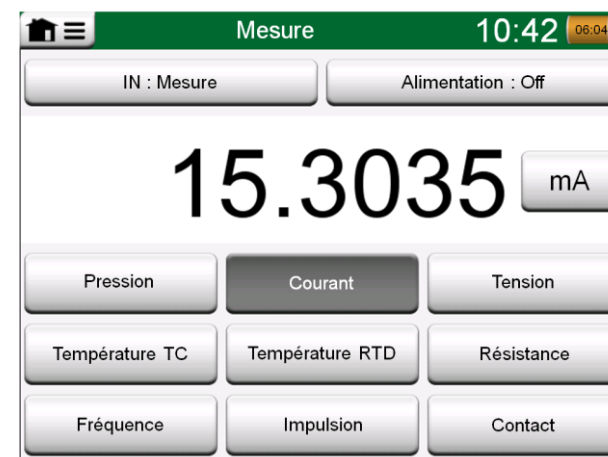 Mesure 10:42 06:04
IN : Mesure Alimentation : Off
15.3035 mA
Pression Courant Tension
Température TC Température RTD Résistance
Fréquence Impulsion Contact